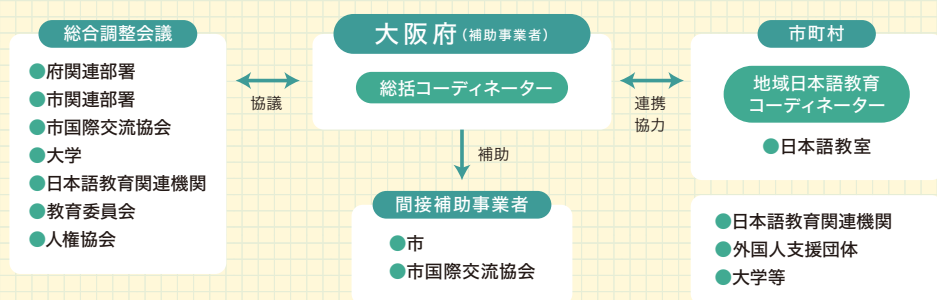 総合調整会議
●府関連部署
●市関連部署
●市国際交流協会
●大学
●日本語教育関連機関
●教育委員会
●人権協会
協議
大阪府（補助事業者）
総括コーディネーター
補助
間接補助事業者
●市
●市国際交流協会
連携
協力
市町村
地域日本語教育
コーディネーター
●日本語教室
●日本語教育関連機関
●外国人支援団体
●大学等